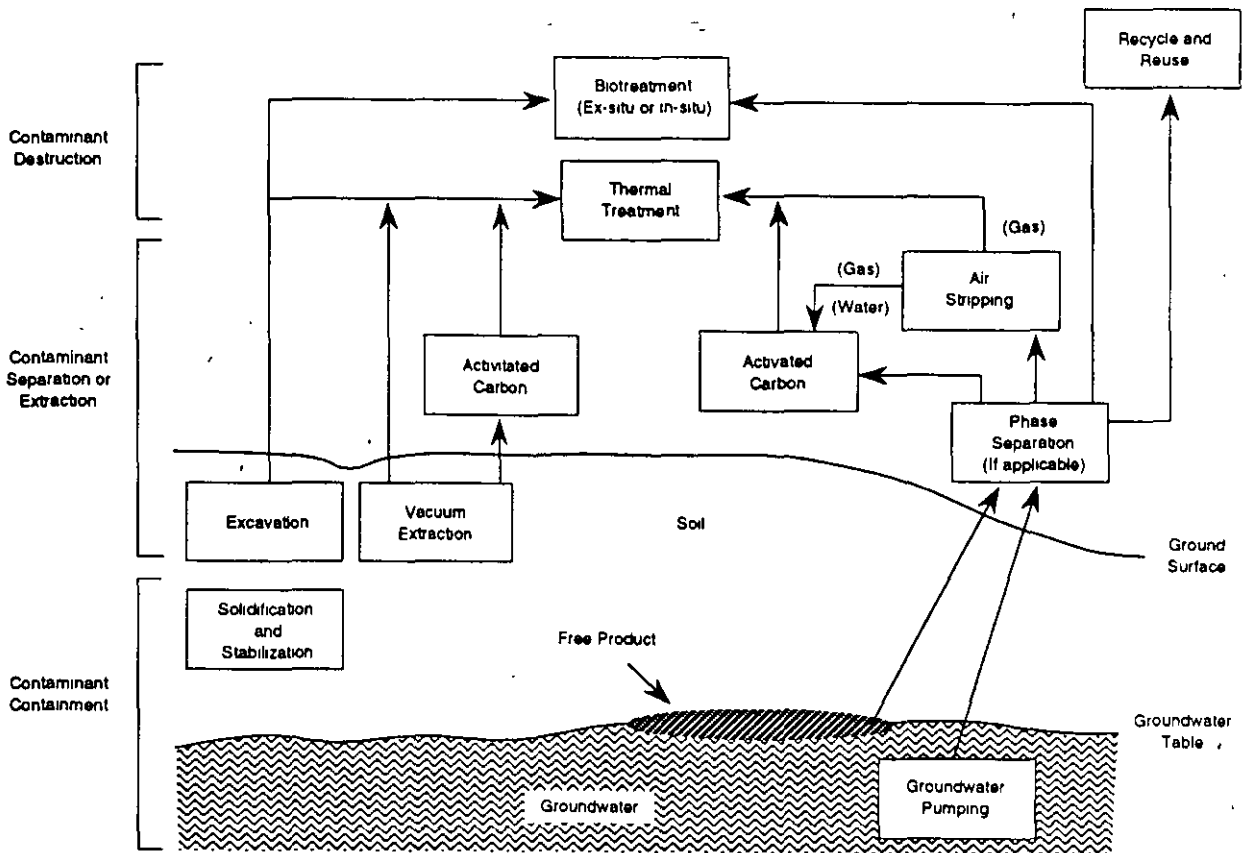 Recycle and
Reuse
Biotreatment
(Ex-situ or in-situ)
Contaminant
Destruction
Thermal
Treatment
(Gas)
(Gas)
Air
Stripping
(Water)
Contaminant
Separation or
Extraction
Activitated
Carbon
Activated
Carbon
Phase
Separation
(If applicable)
Excavation
Vacuum
Extraction
Soil
Ground
Surface
Solidification
and
Stabilization
Free Product
Contaminant
Containment
Groundwater
Table
Groundwater
Groundwater
Pumping